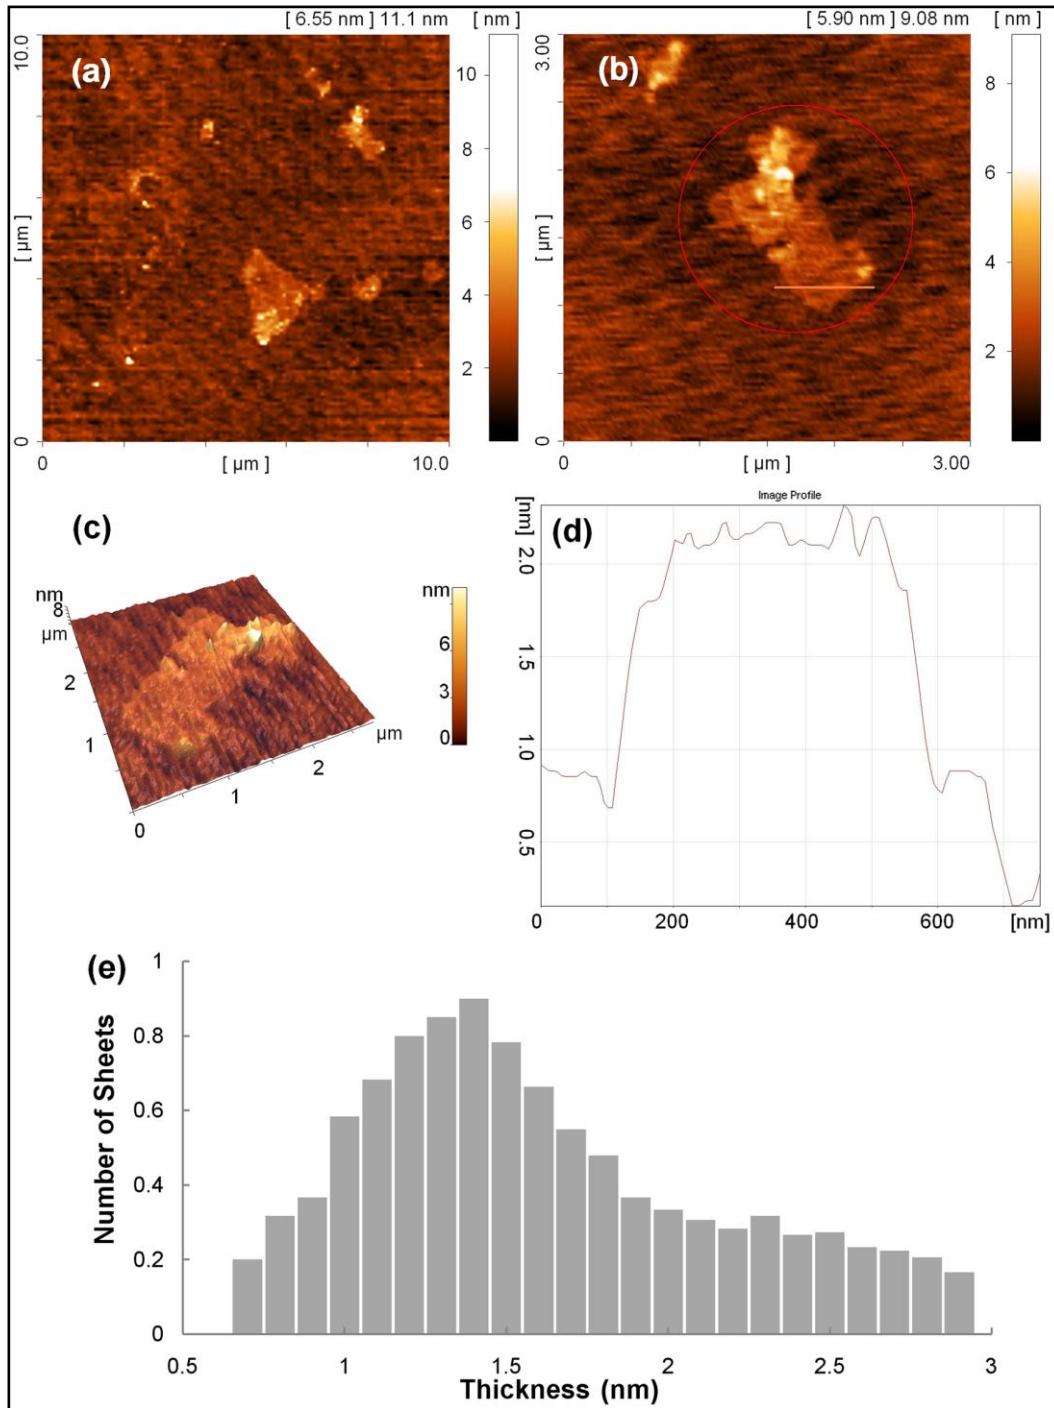 [ 6.55 nm ] 11.1 nm [ nm ]
(a)
10.0
[ µm ]
0
0 [ µm ] 10.0
10
8
6
4
2
[ 5.90 nm ] 9.08 nm [ nm ]
(b)
3.00
[ µm ]
0
0 [ µm ] 3.00
8
6
4
2
(c)
nm
8
µm
2
1
0
1
2
µm
nm
6
3
0
Image Profile
(d)
[nm]
2.0
1.5
1.0
0.5
0 200 400 600 [nm]
(e)
Number of Sheets
1
0.8
0.6
0.4
0.2
0
0.5 1 1.5 2 2.5 3
Thickness (nm)